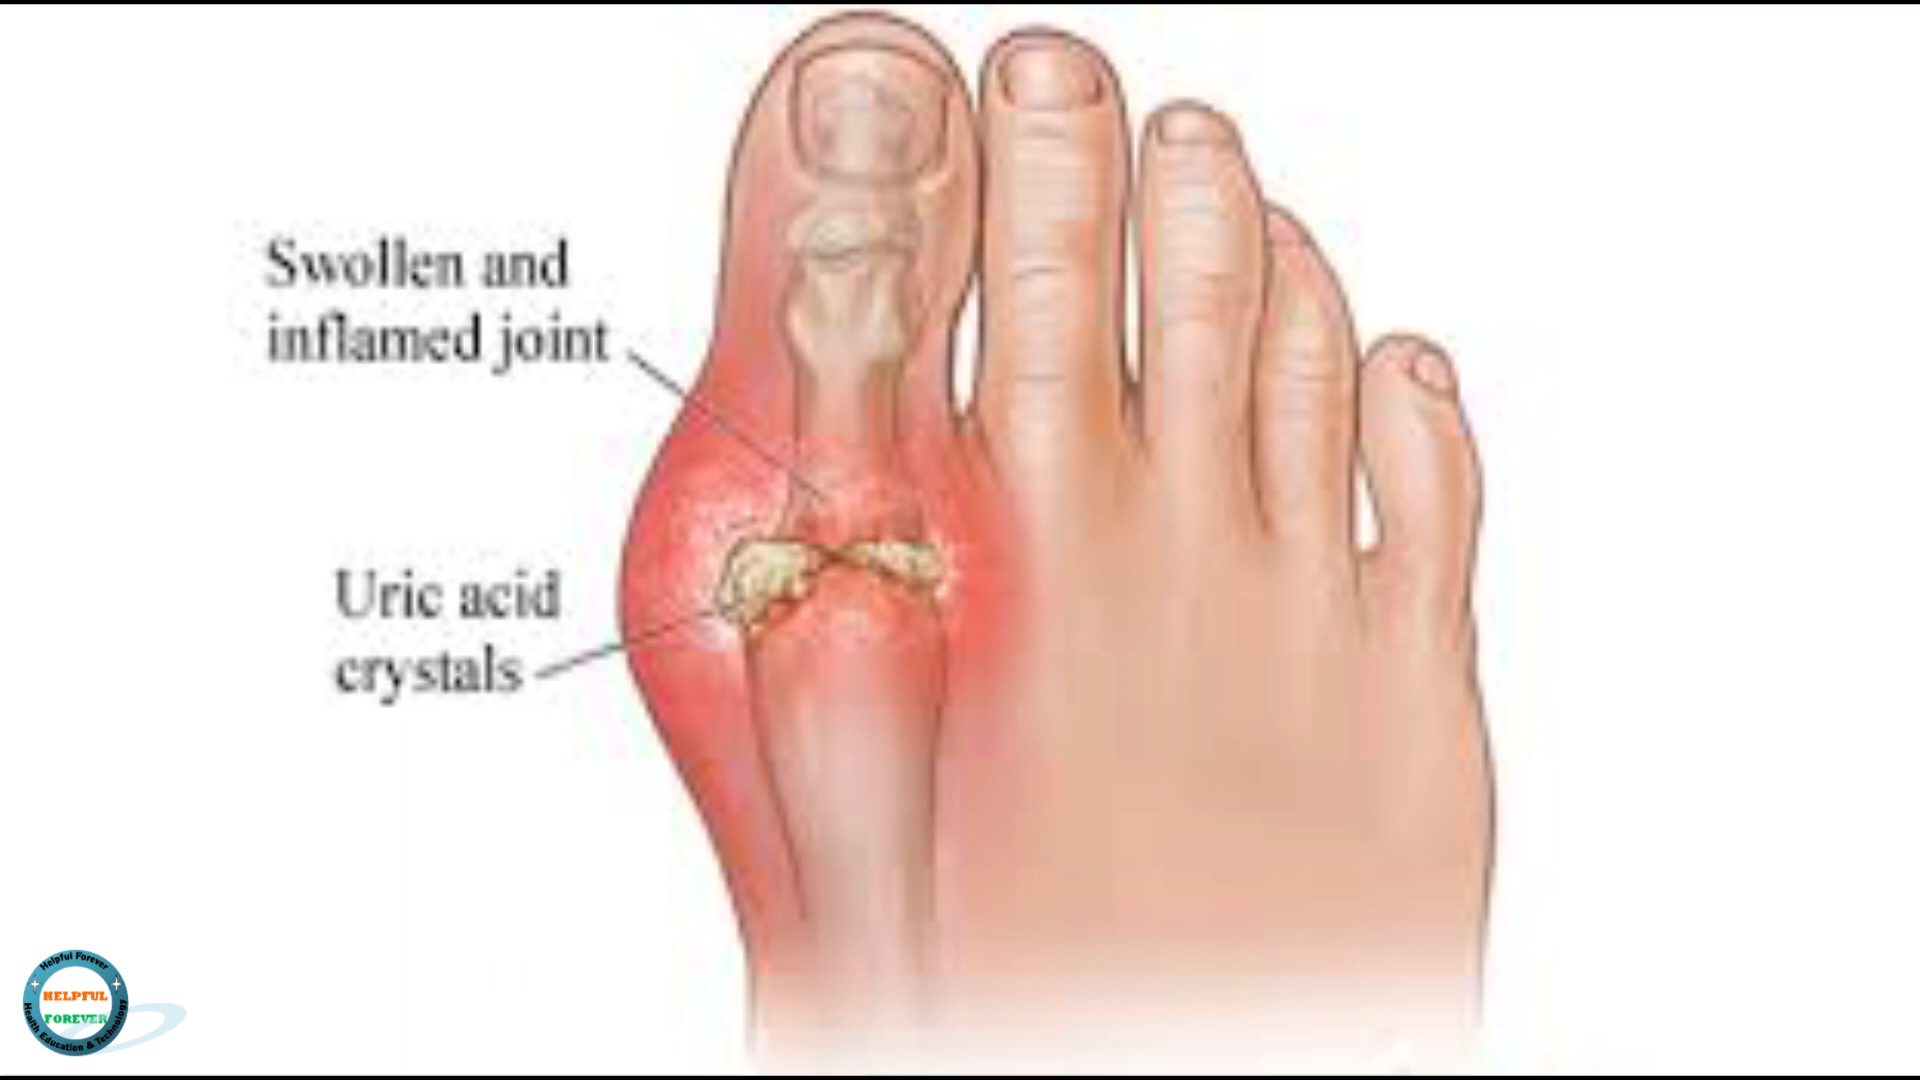 Swollen and
inflamed joint
Uric acid
crystals
Helpful Forever
HELPFUL
FOREVER
Health Education & Technology